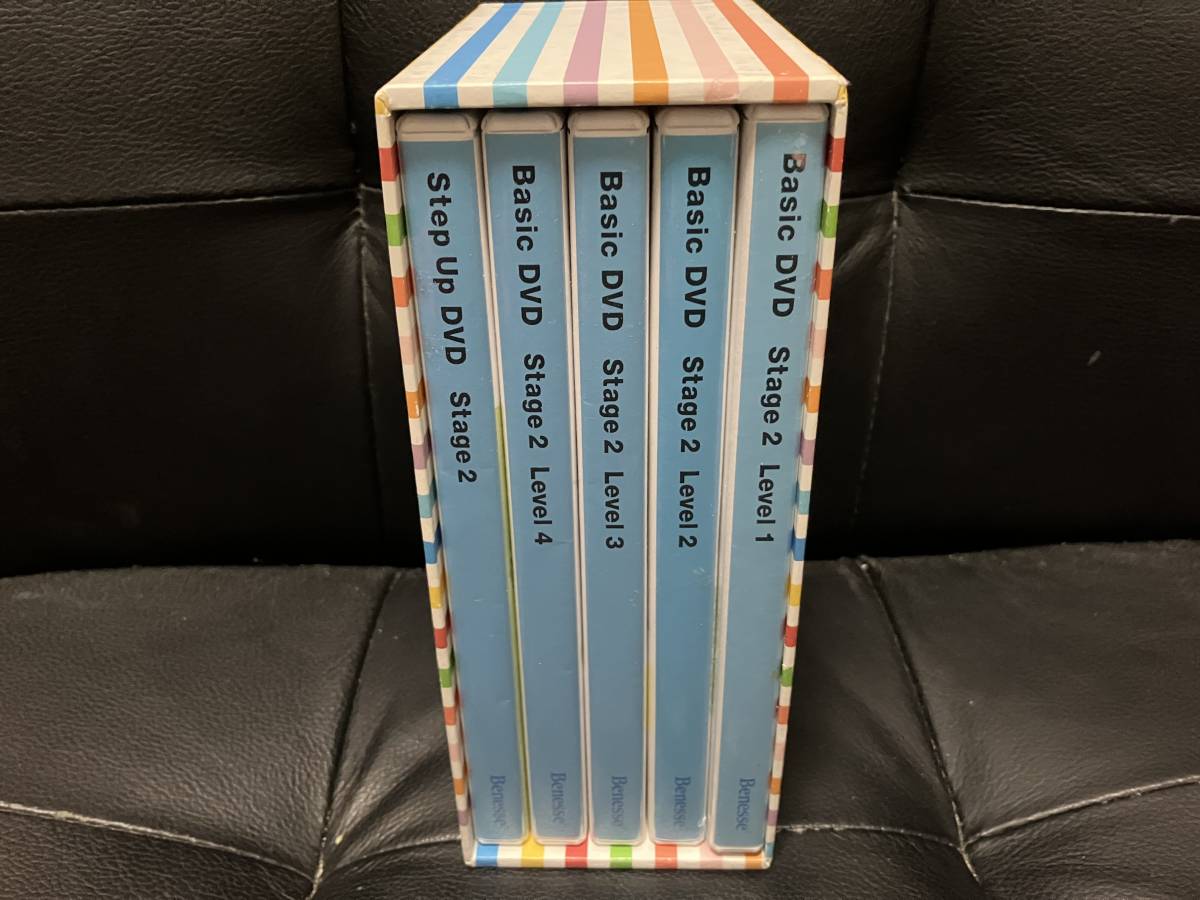 Step Up DVD Stage 2
Benesse
Basic DVD Stage 2 Level 4
Benesse
Basic DVD Stage 2 Level 3
Benesse
Basic DVD Stage 2 Level 2
Benesse
Basic DVD Stage 2 Level 1
Benesse